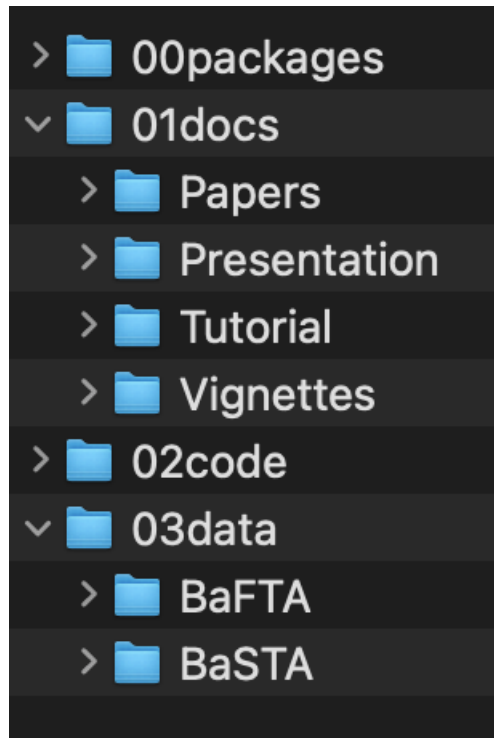 00packages
01docs
Papers
Presentation
Tutorial
Vignettes
02code
03data
BaFTA
BaSTA